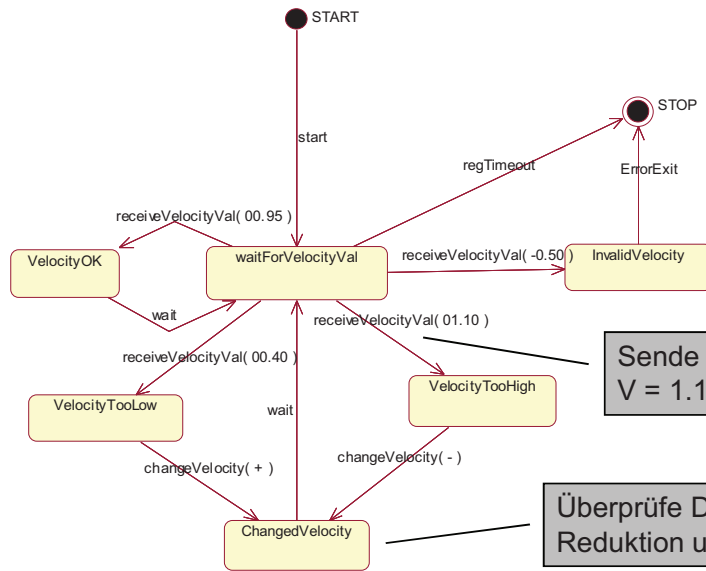 START
start
STOP
regTimeout
ErrorExit
receiveVelocityVal( 00.95 )
VelocityOK
waitForVelocityVal
receiveVelocityVal( -0.50 )
InvalidVelocity
wait
receiveVelocityVal( 01.10 )
receiveVelocityVal( 00.40 )
Sende
V = 1.1
VelocityTooLow
wait
VelocityTooHigh
changeVelocity( + )
changeVelocity( - )
ChangedVelocity
Überprüfe
Reduktion